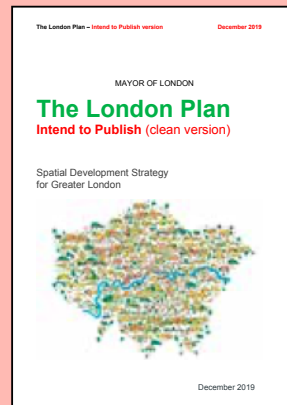 The London Plan – Intend to Publish version December 2019
MAYOR OF LONDON
The London Plan
Intend to Publish (clean version)
Spatial Development Strategy
for Greater London
December 2019